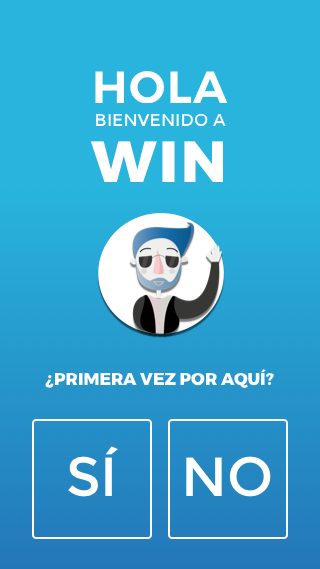 HOLA
BIENVENIDO A
WIN
¿PRIMERA VEZ POR AQUÍ?
SÍ
NO